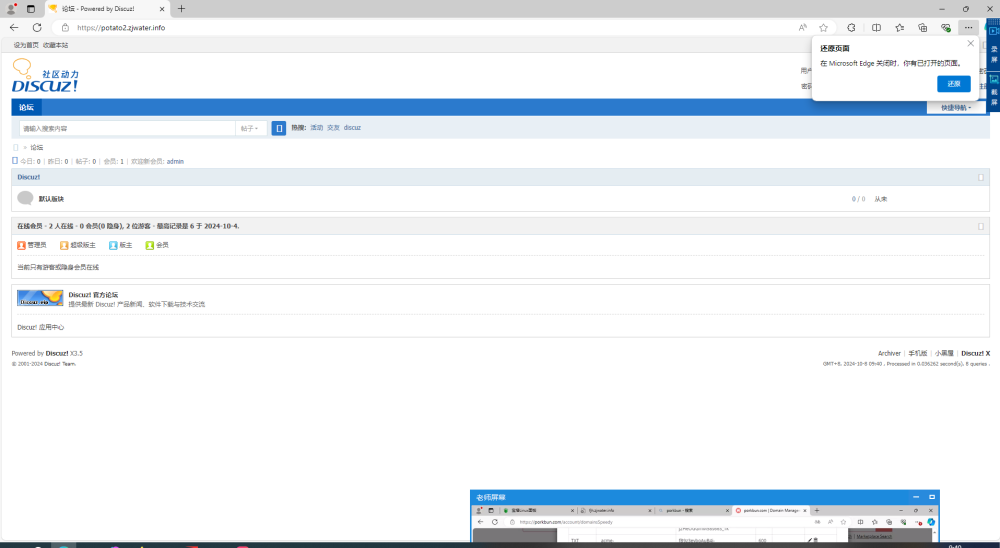 论坛 - Powered by Discuz!
https://potato2.zjwater.info
还原页面
在 Microsoft Edge 关闭时，你有已打开的页面。
还原
录屏
截屏
设为首页 收藏本站
社区动力
DISCUZ!
论坛
快捷导航
请输入搜索内容 帖子 热搜: 活动 交友 discuz
» 论坛
今日: 0 | 昨日: 0 | 帖子: 0 | 会员: 1 | 欢迎新会员: admin
Discuz!
默认版块 0 / 0 从未
在线会员 - 2 人在线 - 0 会员(0 隐身), 2 位游客 - 最高记录是 6 于 2024-10-4.
管理员 超级版主 版主 会员
当前只有游客或隐身会员在线
Discuz! 官方论坛
提供最新 Discuz! 产品新闻、软件下载与技术交流
Discuz! 应用中心
Powered by Discuz! X3.5 Archiver | 手机版 | 小黑屋 | Discuz! X
© 2001-2024 Discuz! Team. GMT+8, 2024-10-8 09:40 , Processed in 0.036262 second(s), 8 queries .
老师屏幕
porkbun.com | Domain Manage
TXT 600
9:40